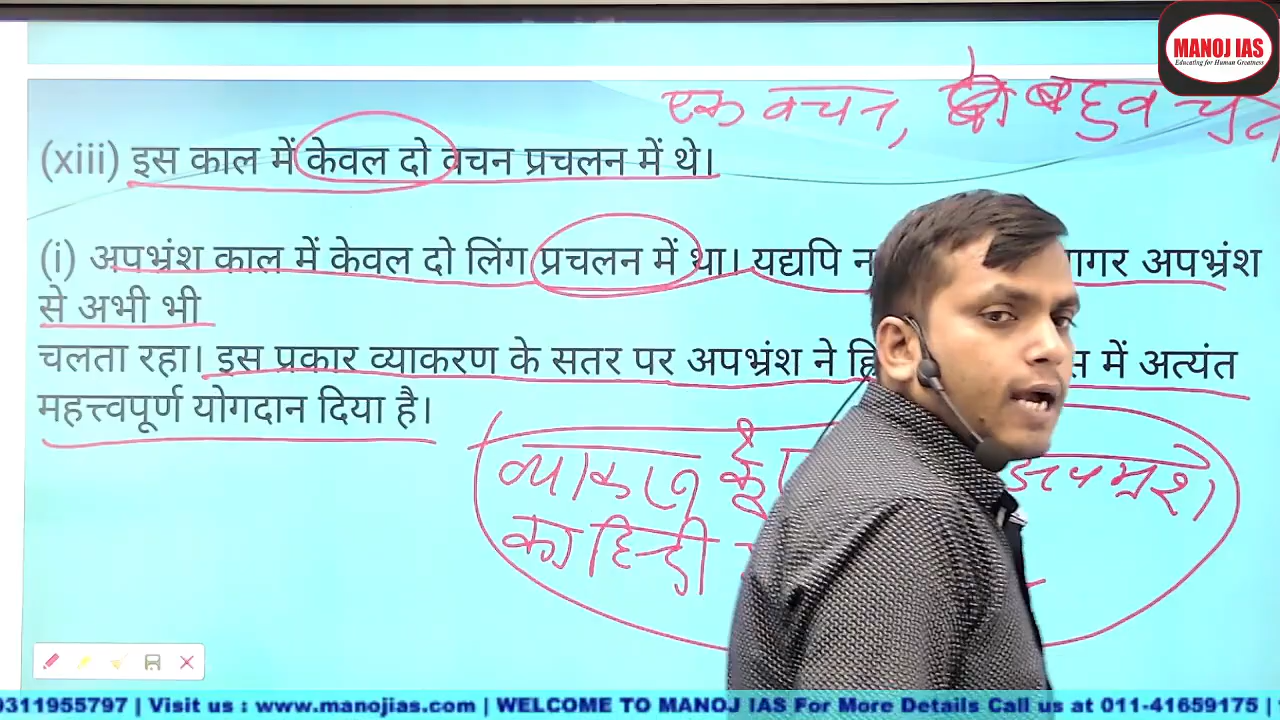 MANOJ IAS
Educating for Human Greatness
एक वचन, बहुव चन
(xiii) इस काल में केवल दो वचन प्रचलन में थे।
(i) अपभ्रंश काल में केवल दो लिंग प्रचलन में था। यद्यपि न ागर अपभ्रंश
से अभी भी
चलता रहा। इस प्रकार व्याकरण के सतर पर अपभ्रंश ने हि स में अत्यंत
महत्त्वपूर्ण योगदान दिया है।
व्याकरण के अपभ्रंश
का हिन्दी
9311955797 | Visit us : www.manojias.com | WELCOME TO MANOJ IAS For More Details Call us at 011-41659175 |